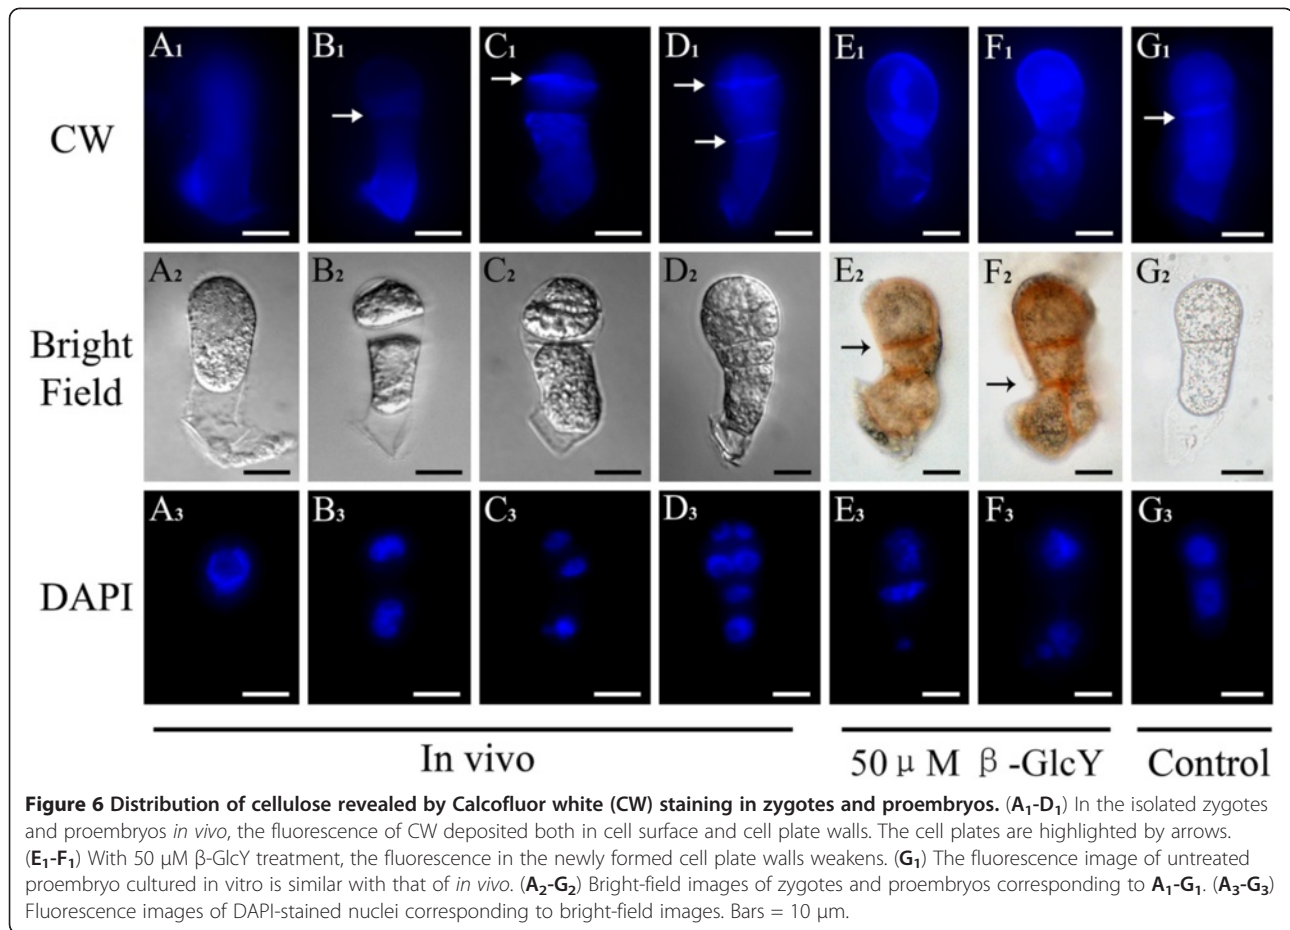 A₁ B₁ C₁ D₁ E₁ F₁ G₁
CW
A₂ B₂ C₂ D₂ E₂ F₂ G₂
Bright
Field
A₃ B₃ C₃ D₃ E₃ F₃ G₃
DAPI
In vivo 50 μM β-GlcY Control
Figure 6 Distribution of cellulose revealed by Calcofluor white (CW) staining in zygotes and proembryos. (A₁-D₁) In the isolated zygotes
and proembryos in vivo, the fluorescence of CW deposited both in cell surface and cell plate walls. The cell plates are highlighted by arrows.
(E₁-F₁) With 50 μM β-GlcY treatment, the fluorescence in the newly formed cell plate walls weakens. (G₁) The fluorescence image of untreated
proembryo cultured in vitro is similar with that of in vivo. (A₂-G₂) Bright-field images of zygotes and proembryos corresponding to A₁-G₁. (A₃-G₃)
Fluorescence images of DAPI-stained nuclei corresponding to bright-field images. Bars = 10 μm.